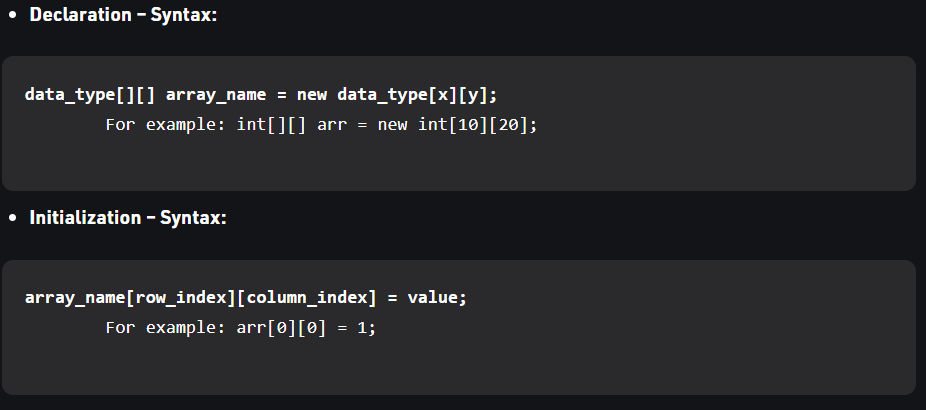 • Declaration – Syntax:
data_type[][] array_name = new data_type[x][y];
For example: int[][] arr = new int[10][20];
• Initialization – Syntax:
array_name[row_index][column_index] = value;
For example: arr[0][0] = 1;